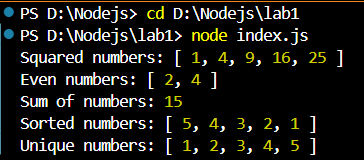 PS D:\Nodejs> cd D:\Nodejs\lab1
PS D:\Nodejs\lab1> node index.js
Squared numbers: [ 1, 4, 9, 16, 25 ]
Even numbers: [ 2, 4 ]
Sum of numbers: 15
Sorted numbers: [ 5, 4, 3, 2, 1 ]
Unique numbers: [ 1, 2, 3, 4, 5 ]